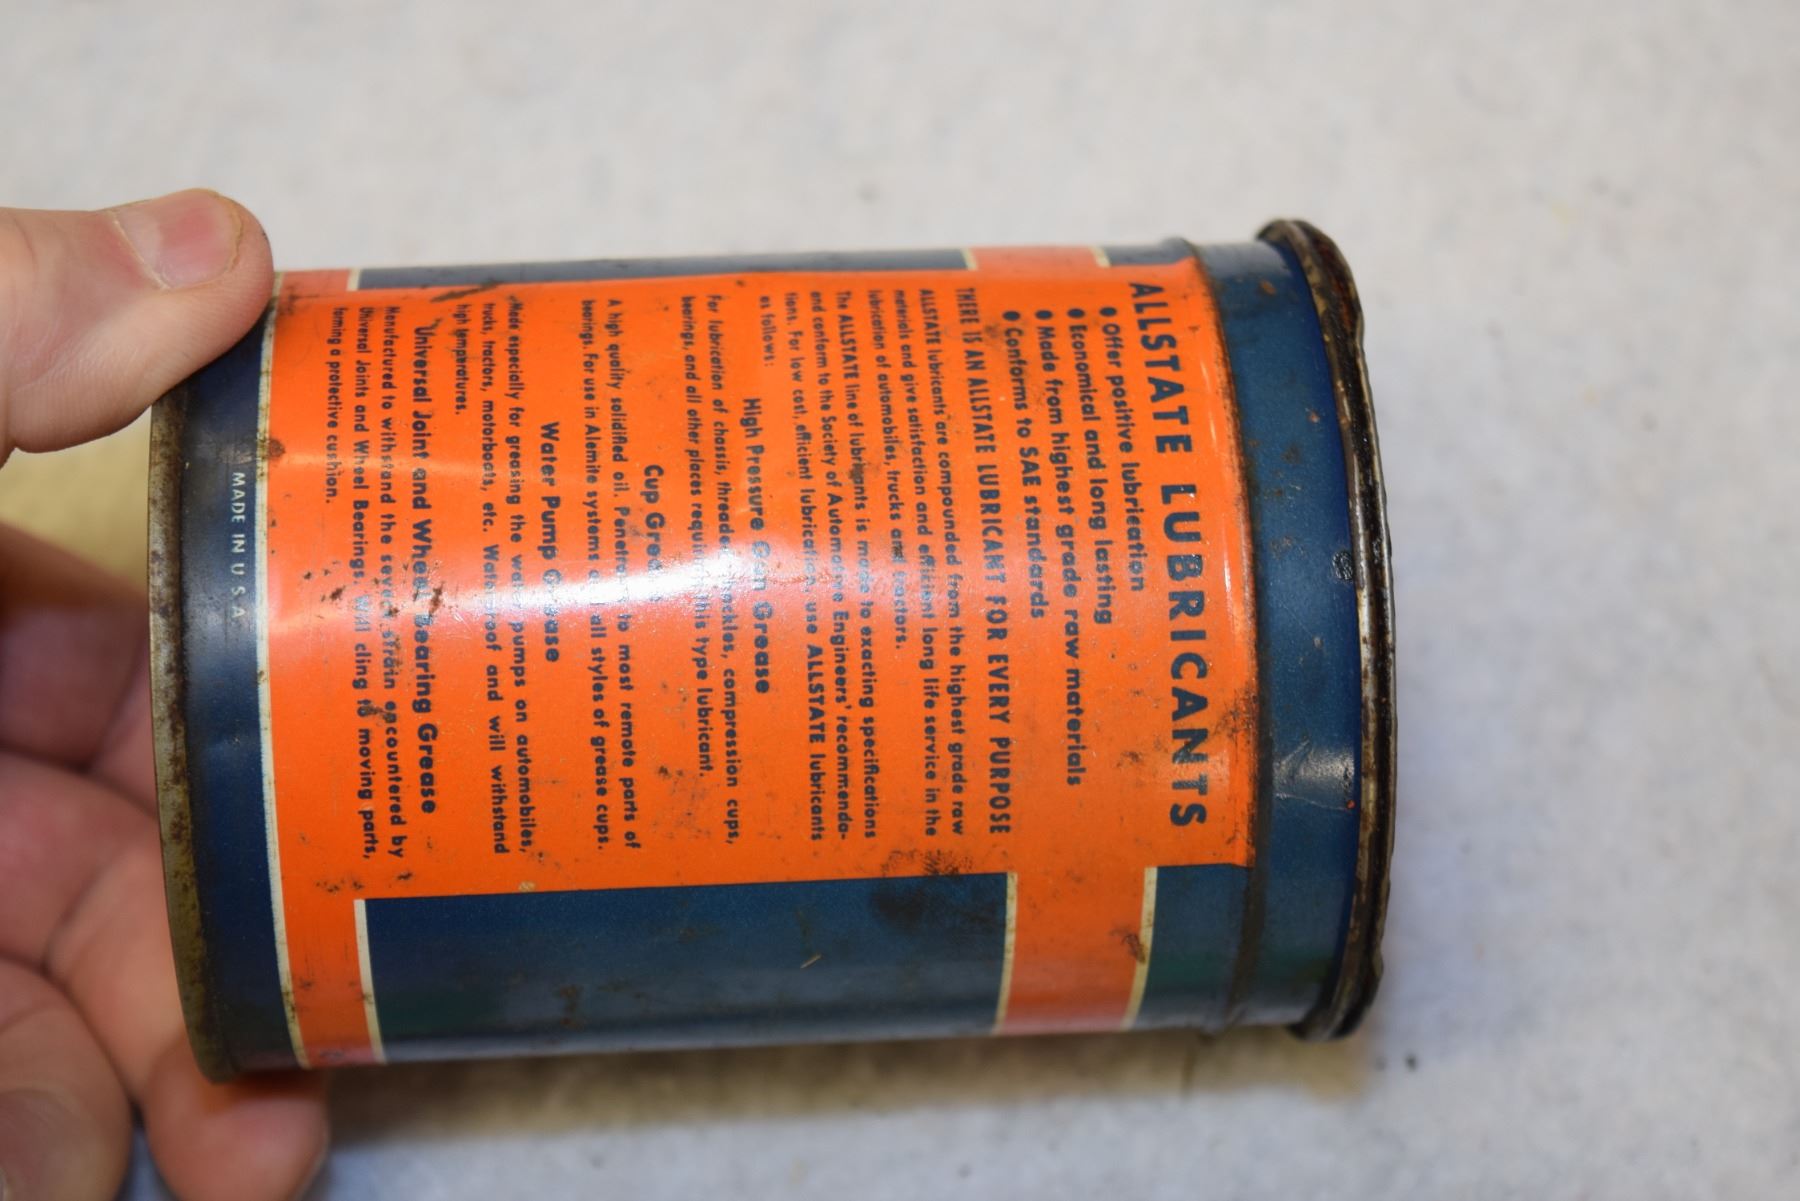 ALLSTATE LUBRICANTS
● Offer positive lubrication
● Economical and long lasting
● Made from highest grade raw materials
● Conforms to SAE standards
THERE IS AN ALLSTATE LUBRICANT FOR EVERY PURPOSE
ALLSTATE lubricants are compounded from the highest grade raw
materials and give satisfaction and efficient long life service in the
lubrication of automobiles, trucks and tractors.
The ALLSTATE line of lubricants is made to exacting specifications
and conform to the Society of Automotive Engineers' recommenda-
tions. For low cost, efficient lubrication, use ALLSTATE lubricants
as follows:
High Pressure Gun Grease
For lubrication of chassis, threaded shackles, compression cups,
bearings, and all other places requiring this type lubricant.
Cup Grease
A high quality solidified oil. Penetrates to most remote parts of
bearing. For use in Alemite systems and all styles of grease cups.
Water Pump Grease
Made especially for greasing the water pumps on automobiles,
trucks, tractors, motorboats, etc. Waterproof and will withstand
high temperatures.
Universal Joint and Wheel Bearing Grease
Manufactured to withstand the severe strain encountered by
Universal Joints and Wheel Bearings. Will cling to moving parts,
forming a protective cushion.
MADE IN U.S.A.